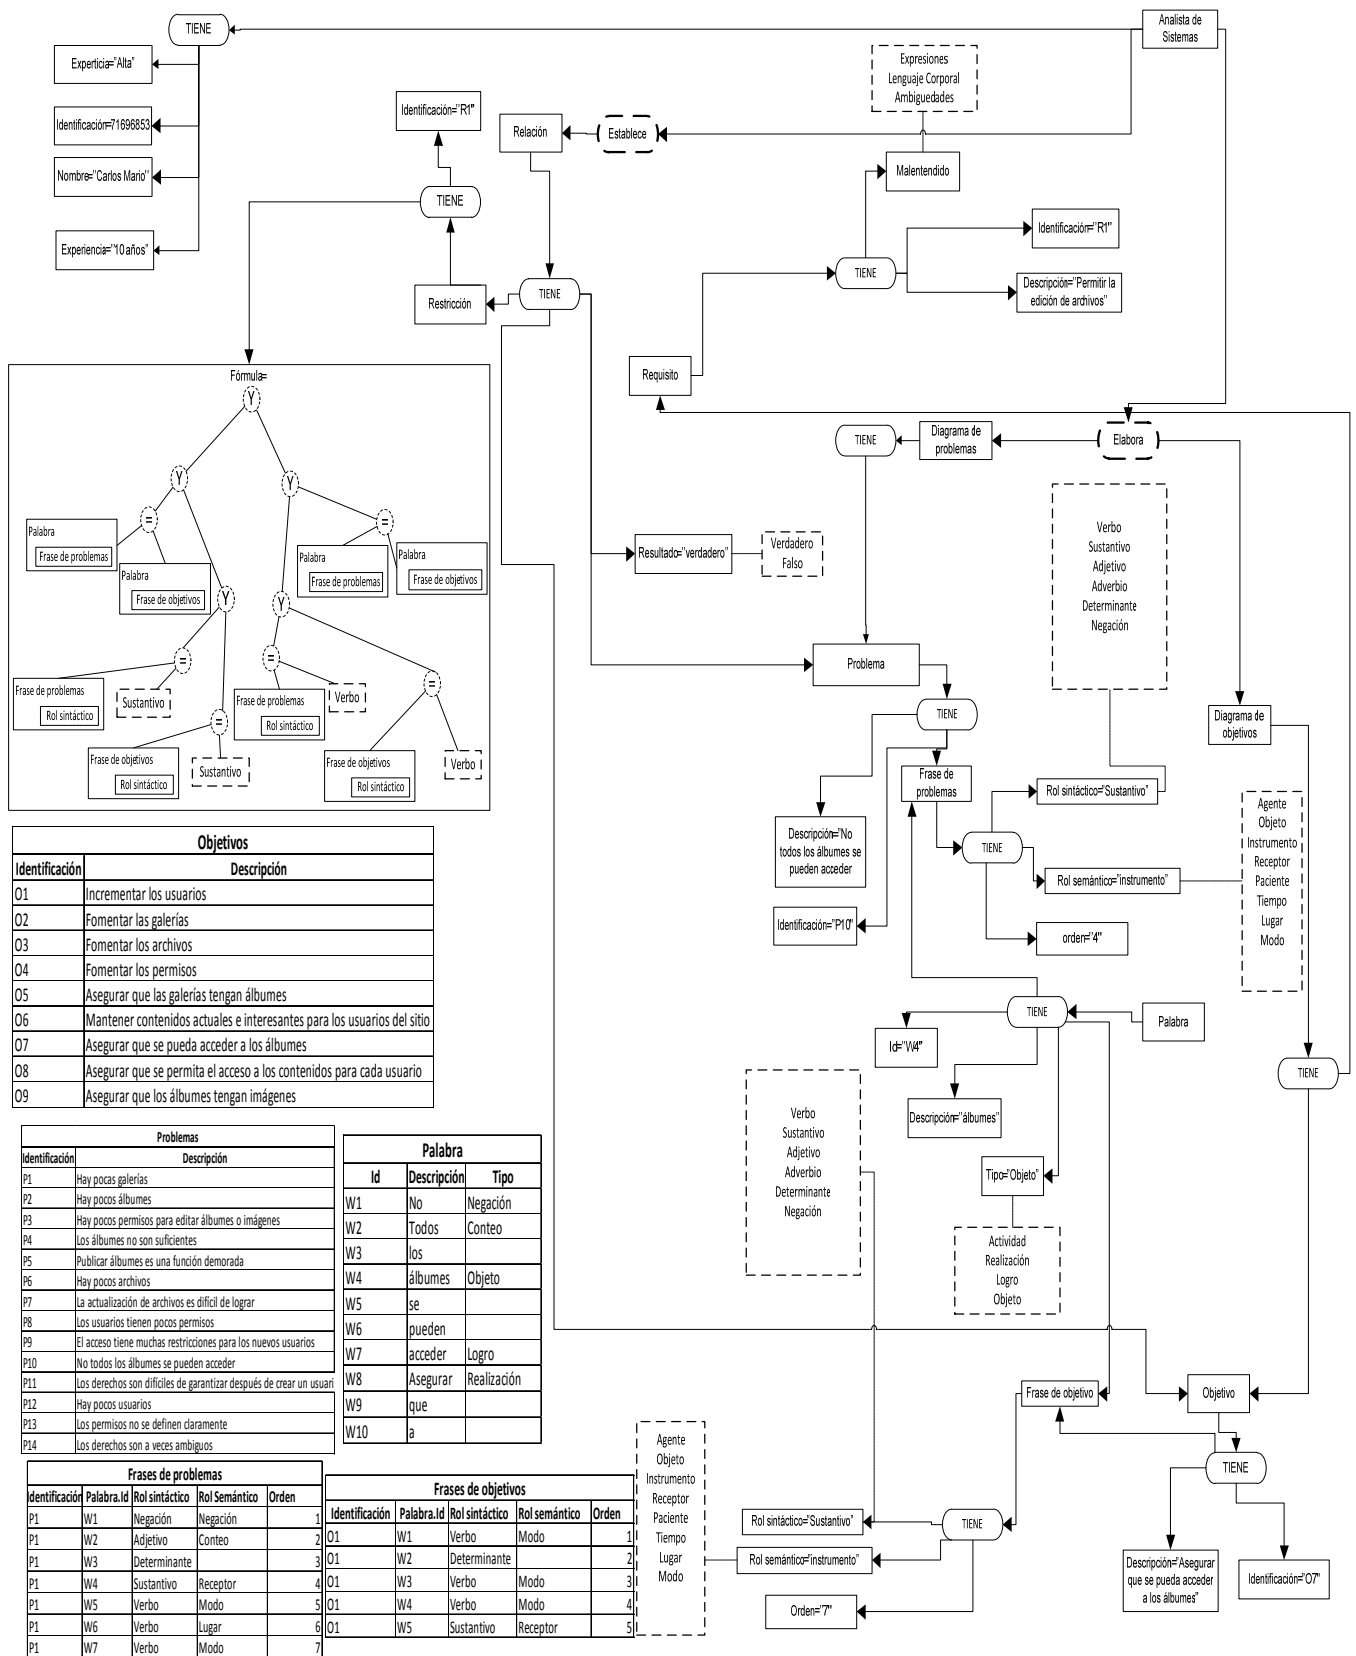 TIENE
Analista de
Sistemas
Experticia="Alta"
Identificación=71696853
Nombre="Carlos Mario"
Experiencia="10 años"
Identificación="R1"
Relación
Establece
Expresiones
Lenguaje Corporal
Ambiguedades
Malentendido
TIENE
Identificación="R1"
TIENE
Descripción="Permitir la
edición de archivos"
Restricción
TIENE
Requisito
Fórmula=
Y
Y
Y
=
=
Palabra
Frase de problemas
Palabra
Frase de objetivos
Palabra
Frase de problemas
Palabra
Frase de objetivos
Y
Y
=
=
=
Frase de problemas
Rol sintáctico
Sustantivo
Frase de problemas
Rol sintáctico
Verbo
=
Frase de objetivos
Rol sintáctico
Sustantivo
Frase de objetivos
Rol sintáctico
Verbo
TIENE
Diagrama de
problemas
Elabora
Resultado="verdadero"
Verdadero
Falso
Verbo
Sustantivo
Adjetivo
Adverbio
Determinante
Negación
Problema
TIENE
Diagrama de
objetivos
Frase de
problemas
Rol sintáctico="Sustantivo"
Descripción="No
todos los álbumes se
pueden acceder
TIENE
Rol semántico="instrumento"
Agente
Objeto
Instrumento
Receptor
Paciente
Tiempo
Lugar
Modo
Identificación="P10"
orden="4"
TIENE
Palabra
Id="W4"
TIENE
Descripción="álbumes"
Verbo
Sustantivo
Adjetivo
Adverbio
Determinante
Negación
Tipo="Objeto"
Actividad
Realización
Logro
Objeto
Objetivos
Identificación Descripción
O1 Incrementar los usuarios
O2 Fomentar las galerías
O3 Fomentar los archivos
O4 Fomentar los permisos
O5 Asegurar que las galerías tengan álbumes
O6 Mantener contenidos actuales e interesantes para los usuarios del sitio
O7 Asegurar que se pueda acceder a los álbumes
O8 Asegurar que se permita el acceso a los contenidos para cada usuario
O9 Asegurar que los álbumes tengan imágenes
Problemas
Identificación Descripción
P1 Hay pocas galerías
P2 Hay pocos álbumes
P3 Hay pocos permisos para editar álbumes o imágenes
P4 Los álbumes no son suficientes
P5 Publicar álbumes es una función demorada
P6 Hay pocos archivos
P7 La actualización de archivos es difícil de lograr
P8 Los usuarios tienen pocos permisos
P9 El acceso tiene muchas restricciones para los nuevos usuarios
P10 No todos los álbumes se pueden acceder
P11 Los derechos son difíciles de garantizar después de crear un usuari
P12 Hay pocos usuarios
P13 Los permisos no se definen claramente
P14 Los derechos son a veces ambiguos
Palabra
Id Descripción Tipo
W1 No Negación
W2 Todos Conteo
W3 los
W4 álbumes Objeto
W5 se
W6 pueden
W7 acceder Logro
W8 Asegurar Realización
W9 que
W10 a
Frases de problemas
Identificación Palabra.Id Rol sintáctico Rol Semántico Orden
P1 W1 Negación Negación 1
P1 W2 Adjetivo Conteo 2
P1 W3 Determinante 3
P1 W4 Sustantivo Receptor 4
P1 W5 Verbo Modo 5
P1 W6 Verbo Lugar 6
P1 W7 Verbo Modo 7
Frases de objetivos
Identificación Palabra.Id Rol sintáctico Rol semántico Orden
O1 W1 Verbo Modo 1
O1 W2 Determinante 2
O1 W3 Verbo Modo 3
O1 W4 Verbo Modo 4
O1 W5 Sustantivo Receptor 5
Agente
Objeto
Instrumento
Receptor
Paciente
Tiempo
Lugar
Modo
Frase de objetivo
Objetivo
TIENE
Rol sintáctico="Sustantivo"
TIENE
Rol semántico="instrumento"
Orden="7"
Descripción="Asegurar
que se pueda acceder
a los álbumes"
Identificación="O7"